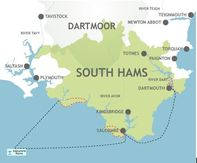 RIVER TEIGN
TEIGNMOUTH
TAVISTOCK
DARTMOOR
NEWTON ABBOT
RIVER TAVY
TORQUAY
TOTNES
PAIGNTON
SALTASH
SOUTH HAMS
RIVER DART
PLYMOUTH
DARTMOUTH
RIVER AVON
KINGSBRIDGE
SALCOMBE